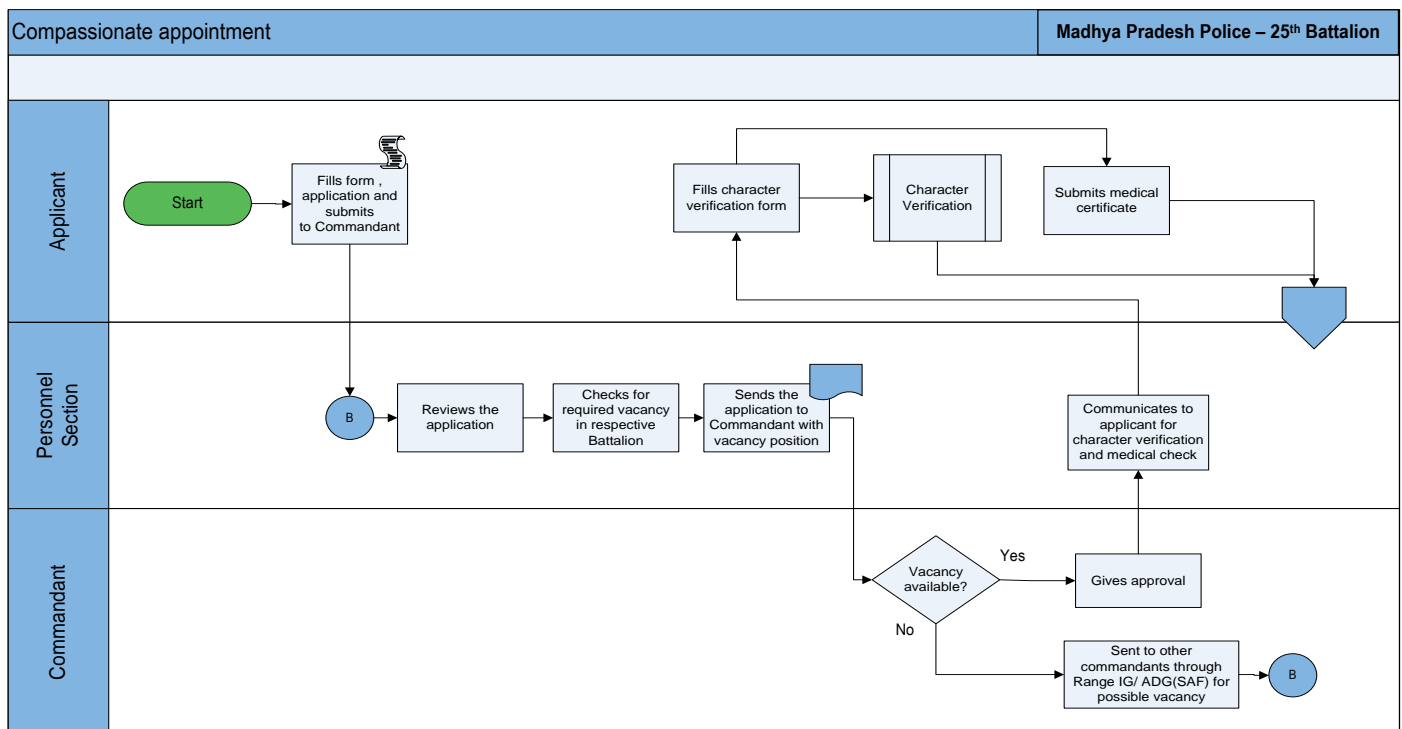 Compassionate appointment
Madhya Pradesh Police – 25th Battalion
Applicant
Start
Fills form ,
application and
submits
to Commandant
Fills character
verification form
Character
Verification
Submits medical
certificate
Personnel
Section
B
Reviews the
application
Checks for
required vacancy
in respective
Battalion
Sends the
application to
Commandant with
vacancy position
Communicates to
applicant for
character verification
and medical check
Commandant
Vacancy
available?
Yes
Gives approval
No
Sent to other
commandants through
Range IG/ ADG(SAF) for
possible vacancy
B